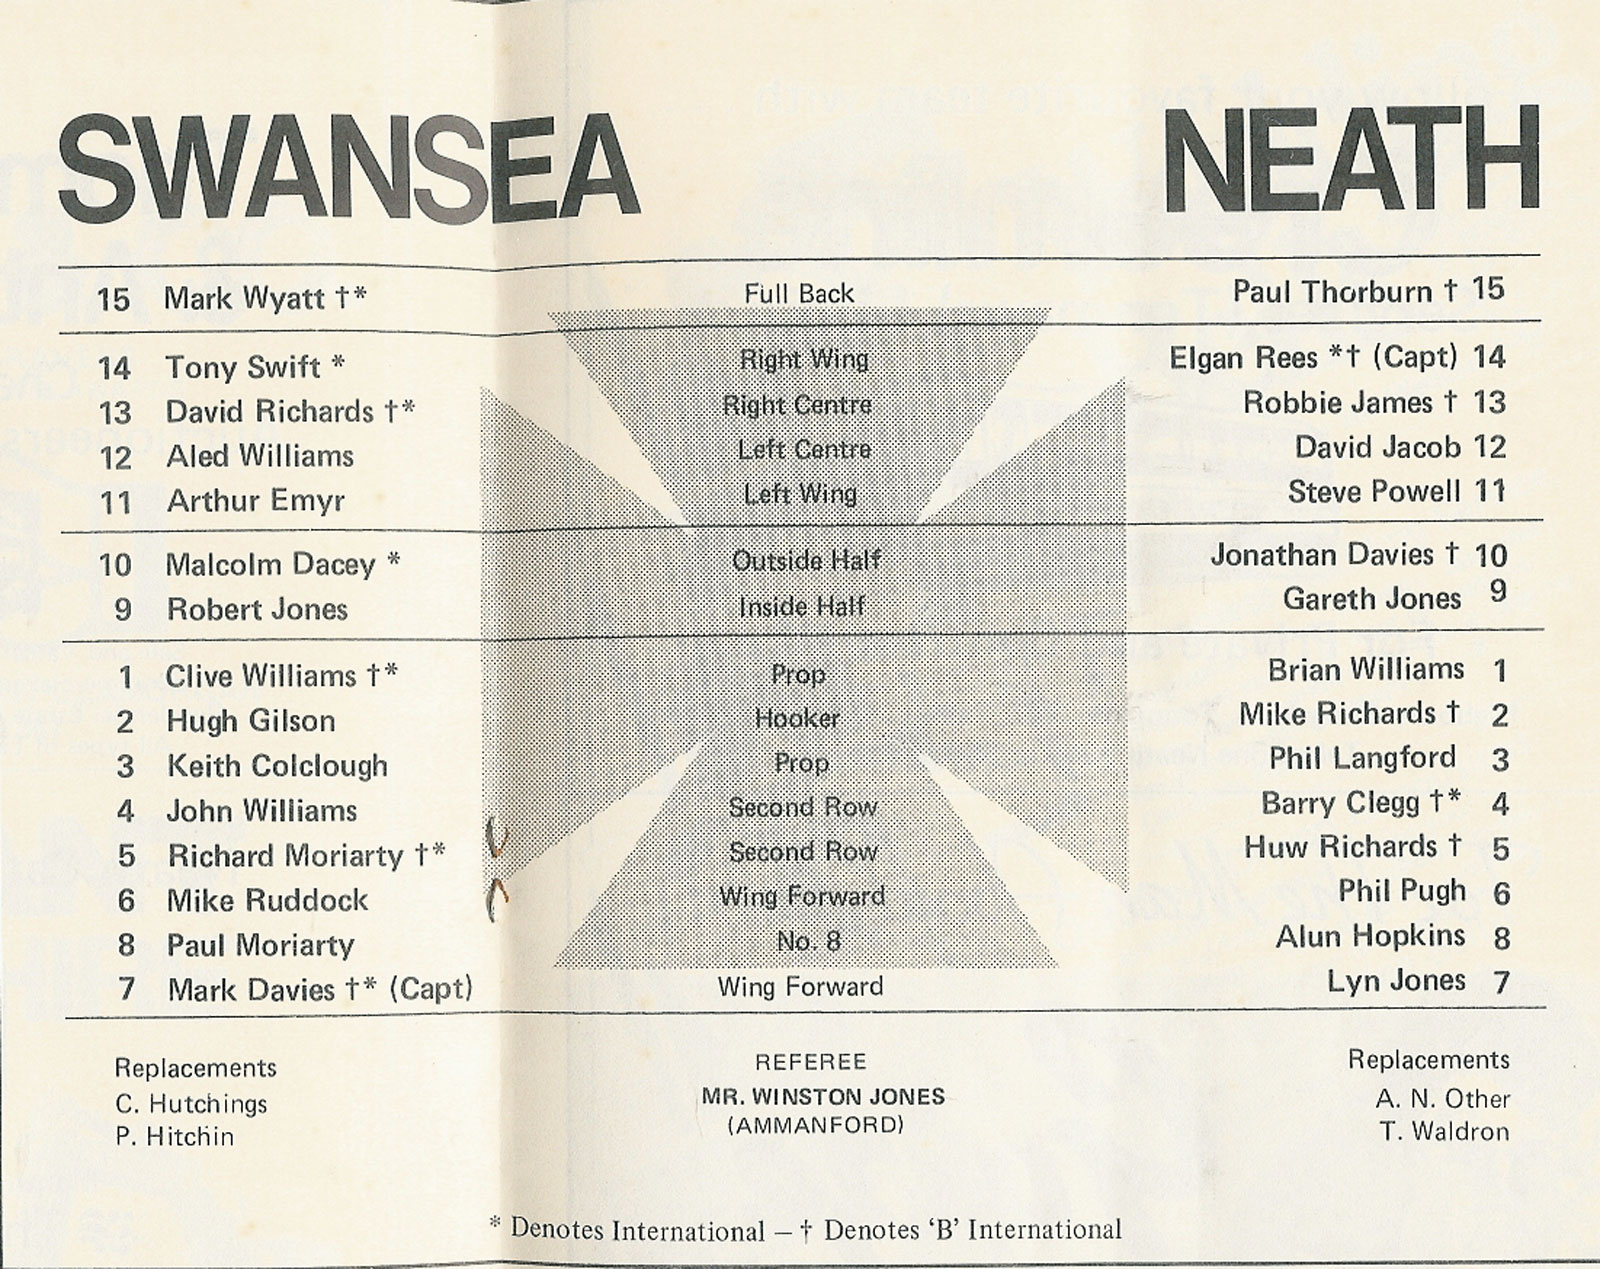 SWANSEA NEATH
15 Mark Wyatt †* Full Back Paul Thorburn † 15
14 Tony Swift * Right Wing Elgan Rees *† (Capt) 14
13 David Richards †* Right Centre Robbie James † 13
12 Aled Williams Left Centre David Jacob 12
11 Arthur Emyr Left Wing Steve Powell 11
10 Malcolm Dacey * Outside Half Jonathan Davies † 10
9 Robert Jones Inside Half Gareth Jones 9
1 Clive Williams †* Prop Brian Williams 1
2 Hugh Gilson Hooker Mike Richards † 2
3 Keith Colclough Prop Phil Langford 3
4 John Williams Second Row Barry Clegg †* 4
5 Richard Moriarty †* Second Row Huw Richards † 5
6 Mike Ruddock Wing Forward Phil Pugh 6
8 Paul Moriarty No. 8 Alun Hopkins 8
7 Mark Davies †* (Capt) Wing Forward Lyn Jones 7
Replacements REFEREE Replacements
C. Hutchings MR. WINSTON JONES A. N. Other
P. Hitchin (AMMANFORD) T. Waldron
* Denotes International – † Denotes ‘B’ International